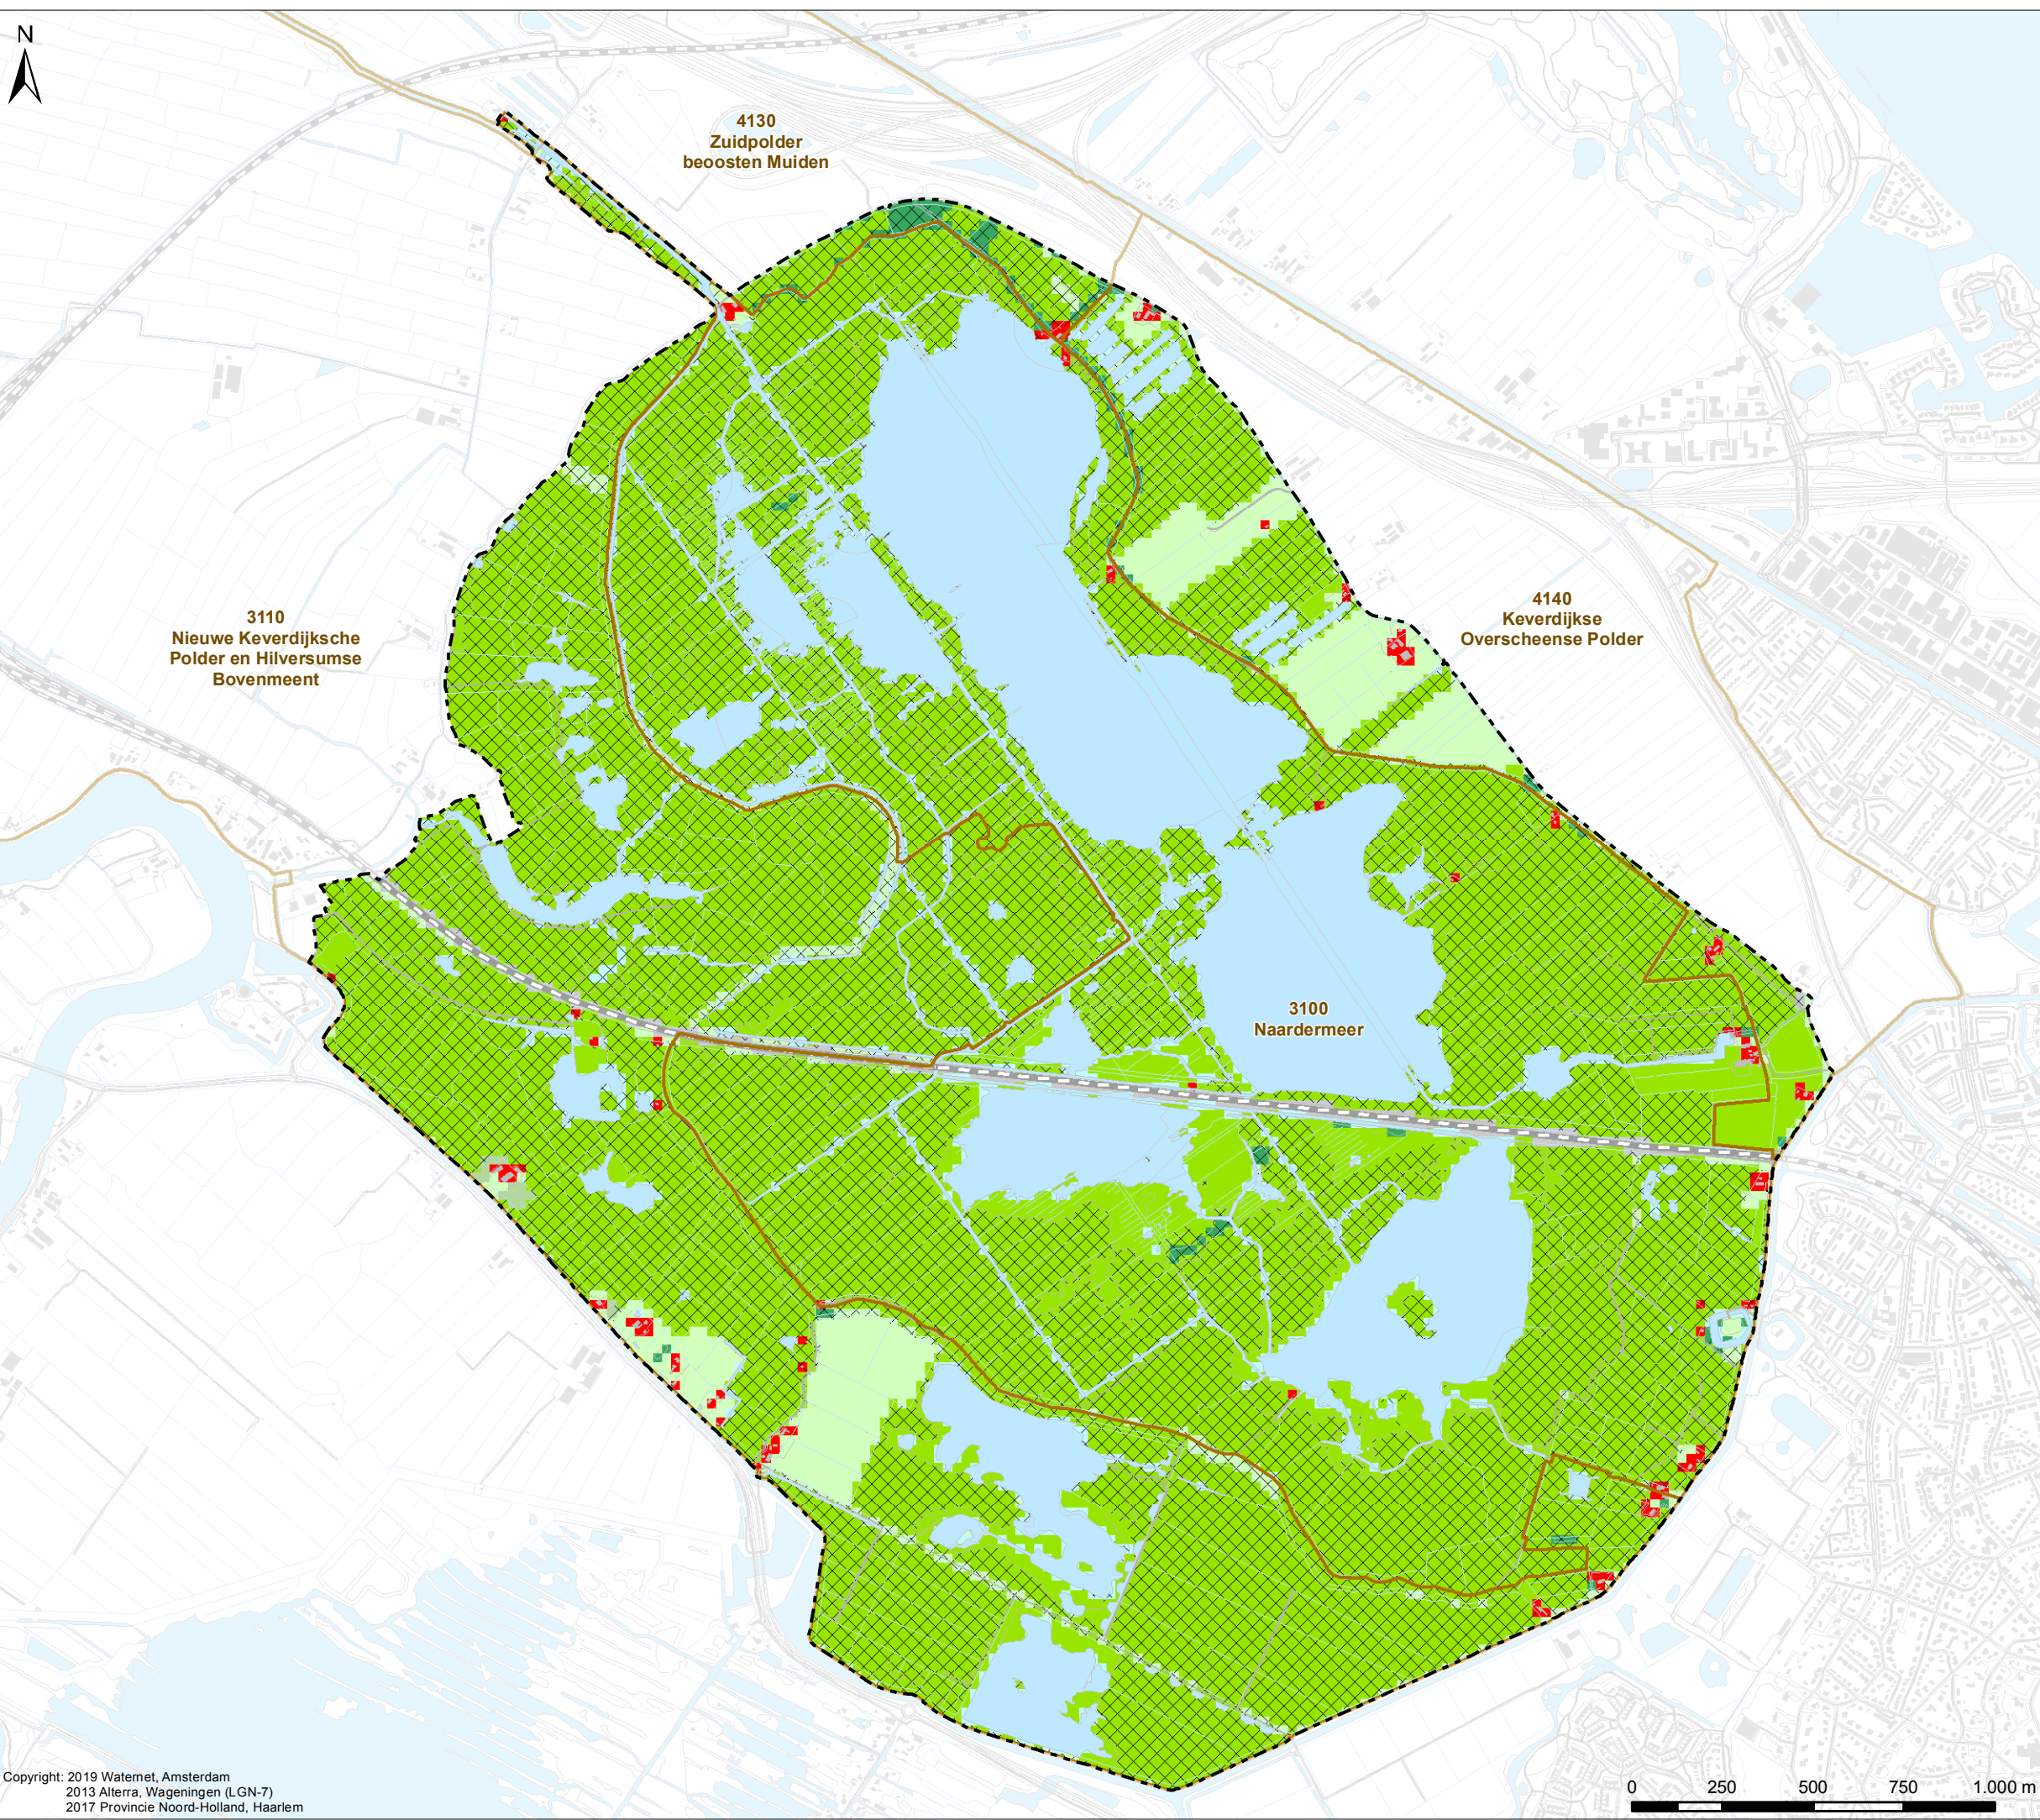 N
4130
Zuidpolder
beoosten Muiden
3110
Nieuwe Keverdijksche
Polder en Hilversumse
Bovenmeent
4140
Keverdijkse
Overscheense Polder
3100
Naardermeer
Copyright: 2019 Waternet, Amsterdam
2013 Alterra, Wageningen (LGN-7)
2017 Provincie Noord-Holland, Haarlem
0 250 500 750 1.000 m